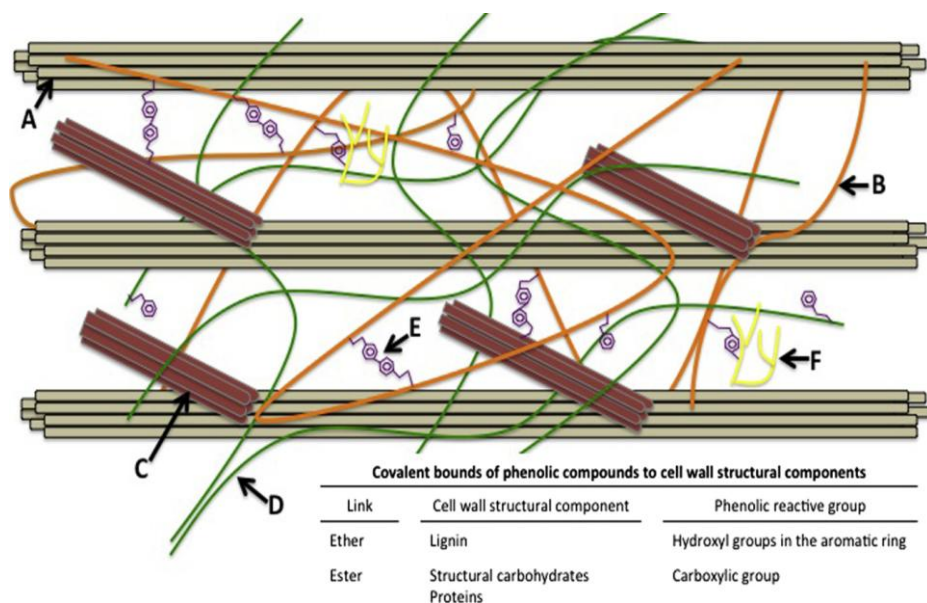 A
B
E
F
C
D
Covalent bounds of phenolic compounds to cell wall structural components
Link Cell wall structural component Phenolic reactive group
Ether Lignin Hydroxyl groups in the aromatic ring
Ester Structural carbohydrates Carboxylic group
Proteins